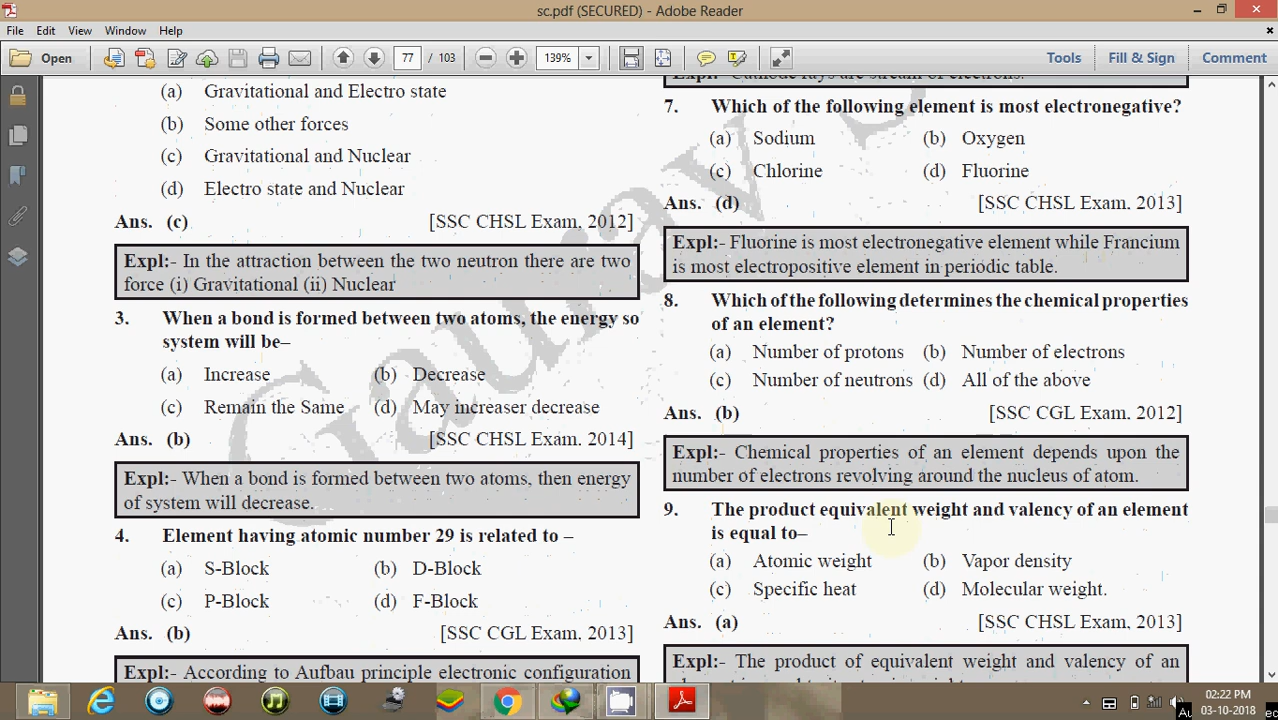 sc.pdf (SECURED) - Adobe Reader
File Edit View Window Help
Open 77 / 103 139% Tools Fill & Sign Comment
(a) Gravitational and Electro state
(b) Some other forces
(c) Gravitational and Nuclear
(d) Electro state and Nuclear
Ans. (c) [SSC CHSL Exam. 2012]
Expl:- In the attraction between the two neutron there are two
force (i) Gravitational (ii) Nuclear
3. When a bond is formed between two atoms, the energy so
system will be–
(a) Increase (b) Decrease
(c) Remain the Same (d) May increaser decrease
Ans. (b) [SSC CHSL Exam. 2014]
Expl:- When a bond is formed between two atoms, then energy
of system will decrease.
4. Element having atomic number 29 is related to –
(a) S-Block (b) D-Block
(c) P-Block (d) F-Block
Ans. (b) [SSC CGL Exam. 2013]
Expl:- According to Aufbau principle electronic configuration
Expl:- Cathode rays are stream of electrons.
7. Which of the following element is most electronegative?
(a) Sodium (b) Oxygen
(c) Chlorine (d) Fluorine
Ans. (d) [SSC CHSL Exam. 2013]
Expl:- Fluorine is most electronegative element while Francium
is most electropositive element in periodic table.
8. Which of the following determines the chemical properties
of an element?
(a) Number of protons (b) Number of electrons
(c) Number of neutrons (d) All of the above
Ans. (b) [SSC CGL Exam. 2012]
Expl:- Chemical properties of an element depends upon the
number of electrons revolving around the nucleus of atom.
9. The product equivalent weight and valency of an element
is equal to–
(a) Atomic weight (b) Vapor density
(c) Specific heat (d) Molecular weight.
Ans. (a) [SSC CHSL Exam, 2013]
Expl:- The product of equivalent weight and valency of an
Gaurav
02:22 PM
03-10-2018